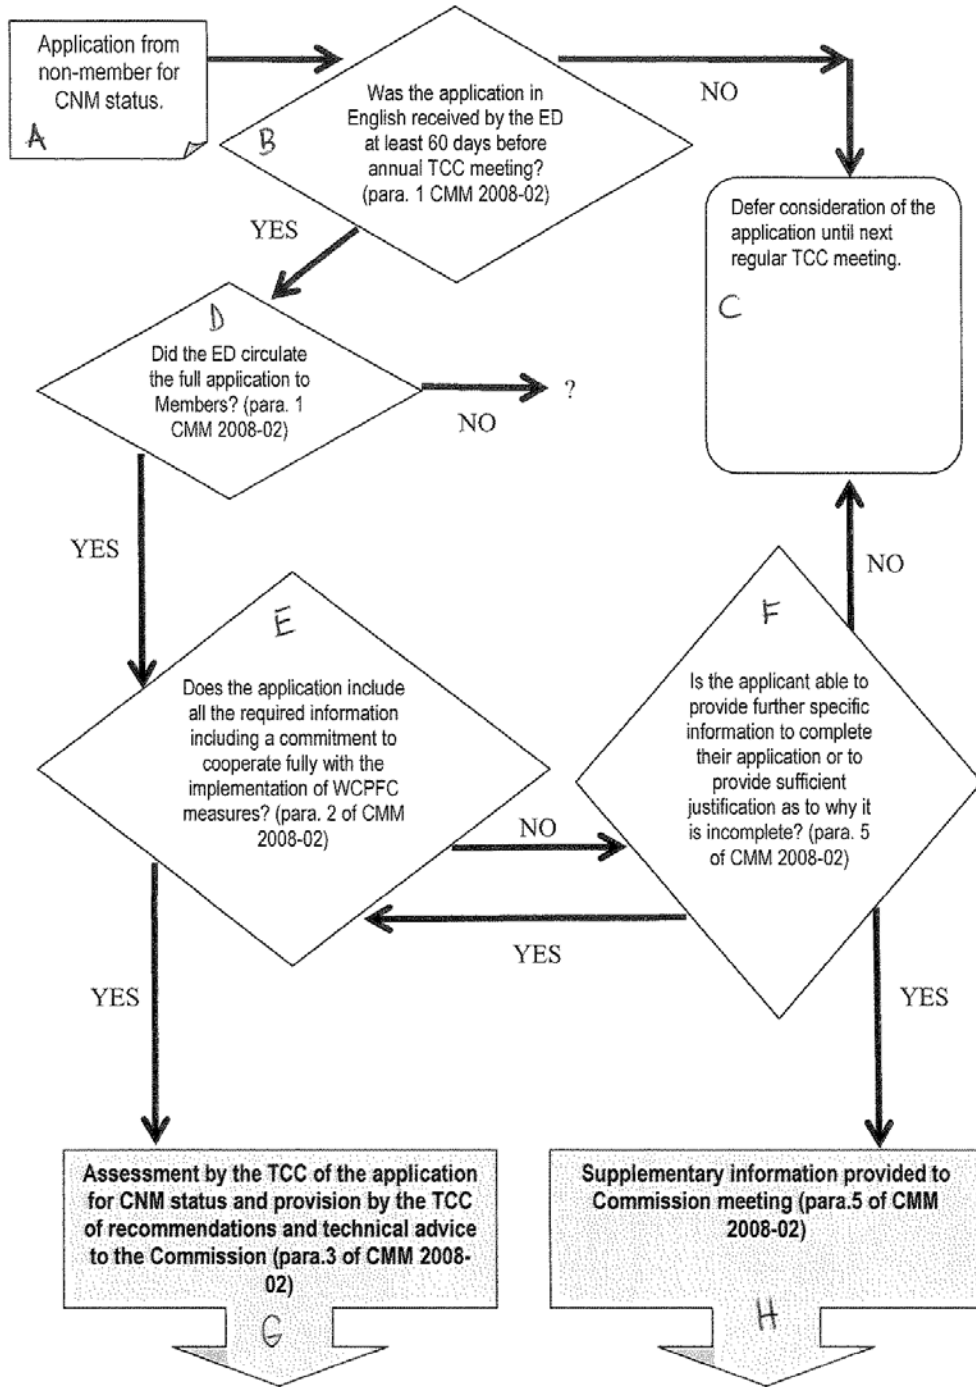 Application from
non-member for
CNM status.
A
Was the application in
English received by the ED
at least 60 days before
annual TCC meeting?
(para. 1 CMM 2008-02)
B
NO
YES
Defer consideration of the
application until next
regular TCC meeting.
C
D
Did the ED circulate
the full application to
Members? (para. 1
CMM 2008-02)
NO
?
YES
NO
E
Does the application include
all the required information
including a commitment to
cooperate fully with the
implementation of WCPFC
measures? (para. 2 of CMM
2008-02)
F
Is the applicant able to
provide further specific
information to complete
their application or to
provide sufficient
justification as to why it
is incomplete? (para. 5
of CMM 2008-02)
NO
YES
YES
YES
Assessment by the TCC of the application
for CNM status and provision by the TCC
of recommendations and technical advice
to the Commission (para.3 of CMM 2008-
02)
G
Supplementary information provided to
Commission meeting (para.5 of CMM
2008-02)
H